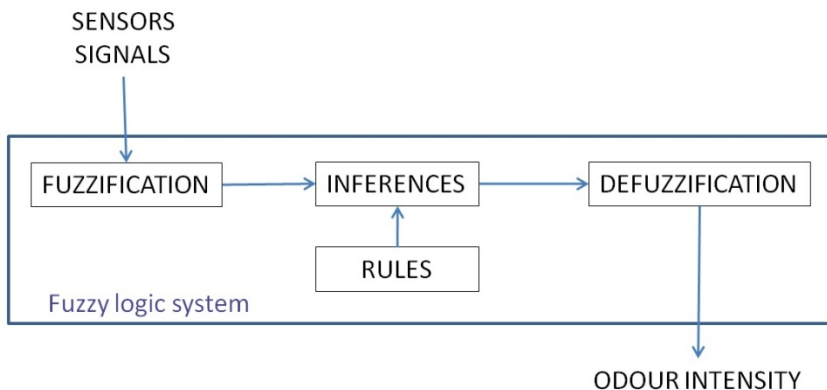 SENSORS
SIGNALS
FUZZIFICATION
INFERENCES
DEFUZZIFICATION
RULES
Fuzzy logic system
ODOUR INTENSITY